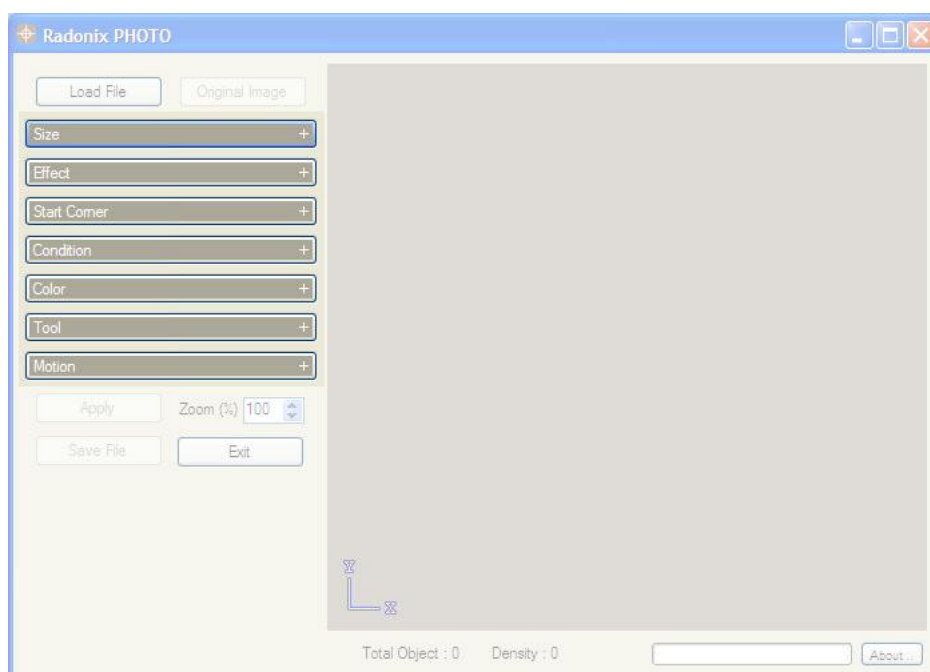 Radonix PHOTO
Load File Original Image
Size +
Effect +
Start Corner +
Condition +
Color +
Tool +
Motion +
Apply Zoom (%) 100
Save File Exit
Y
X
Total Object : 0 Density : 0 About ..